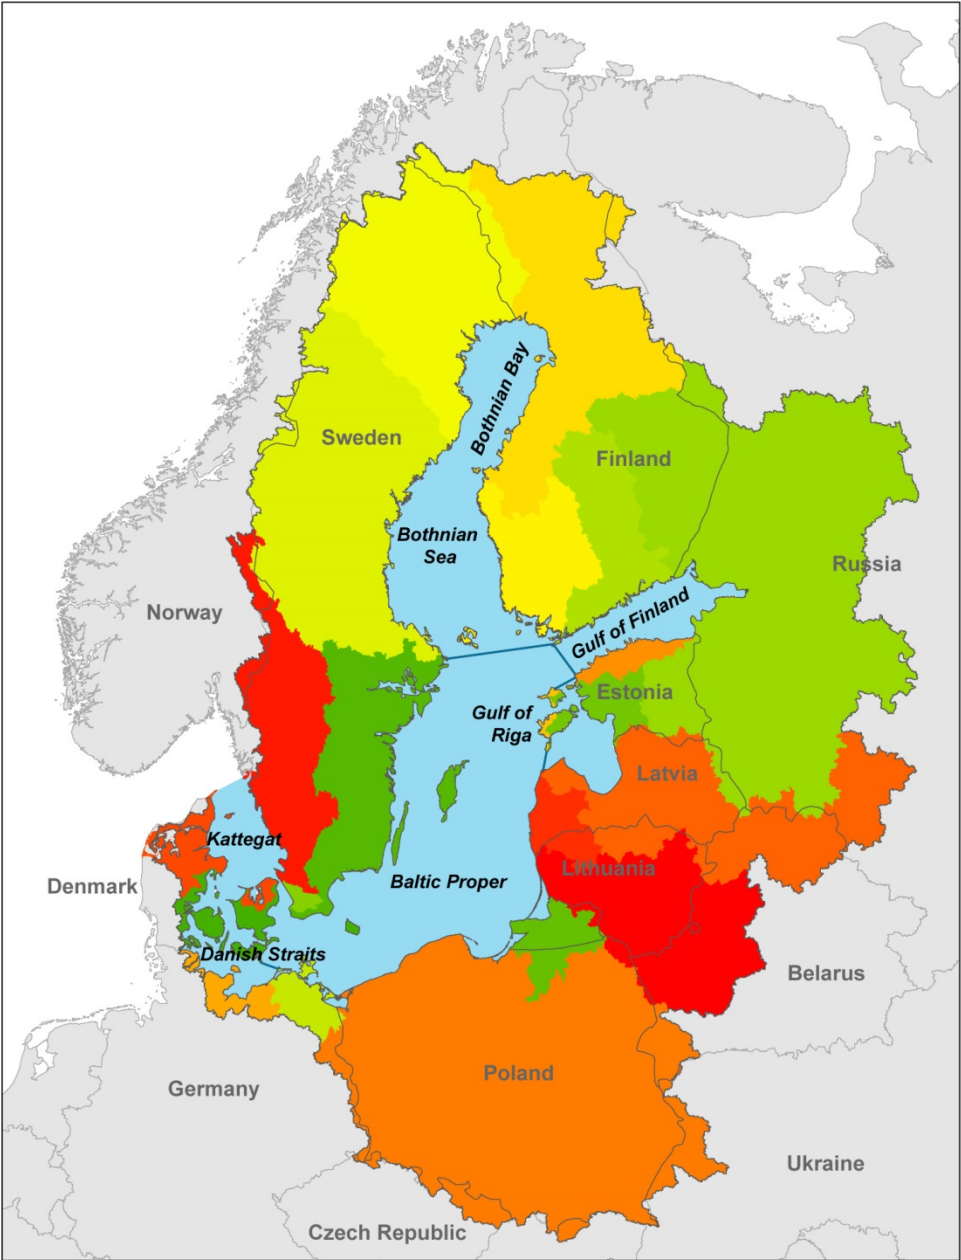 Bothnian Bay
Sweden
Finland
Bothnian
Sea
Russia
Norway
Gulf of Finland
Estonia
Gulf of
Riga
Latvia
Kattegat
Lithuania
Denmark
Baltic Proper
Danish Straits
Belarus
Poland
Germany
Ukraine
Czech Republic